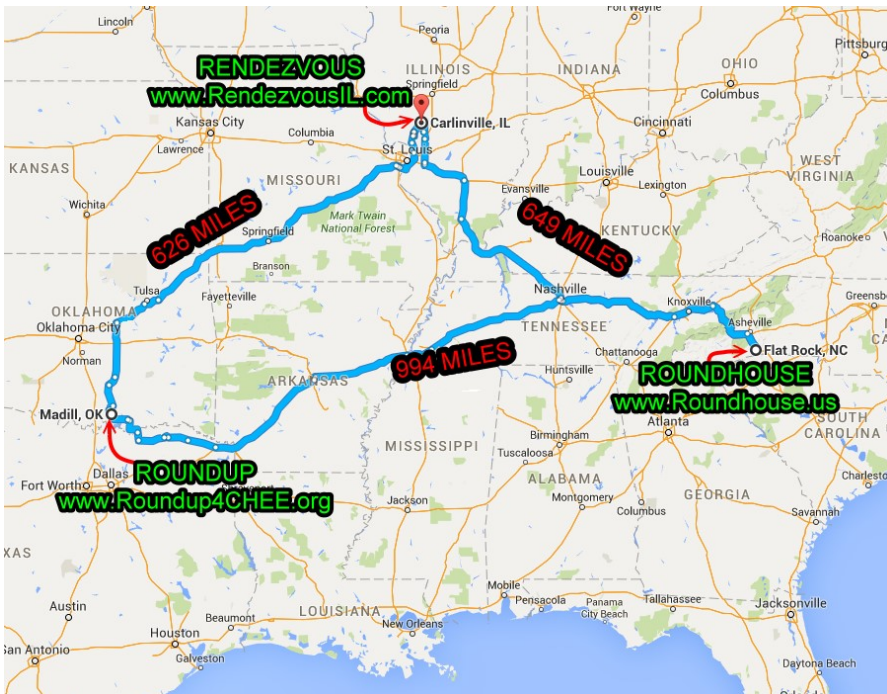 Lincoln
Peoria
Fort Wayne
Pittsburg
RENDEZVOUS
ILLINOIS
INDIANA
OHIO
www.RendezvousIL.com
Springfield
Columbus
Kansas City
Columbia
Carlinville, IL
Cincinnati
Lawrence
St. Louis
KANSAS
MISSOURI
WEST
VIRGINIA
Louisville
Evansville
Lexington
Wichita
626 MILES
Mark Twain
National Forest
649 MILES
KENTUCKY
Roanoke
Springfield
Branson
Tulsa
Nashville
OKLAHOMA
Fayetteville
Knoxville
Greensb
Oklahoma City
TENNESSEE
Asheville
Norman
994 MILES
Chattanooga
Flat Rock, NC
ARKANSAS
Huntsville
ROUNDHOUSE
www.Roundhouse.us
Madill, OK
SOUTH
CAROLINA
Atlanta
MISSISSIPPI
Birmingham
ROUNDUP
Tuscaloosa
Dallas
ALABAMA
Charlesto
Fort Worth
www.Roundup4CHEE.org
GEORGIA
Jackson
Montgomery
Columbus
Savannah
EXAS
LOUISIANA
Mobile
Tallahassee
Austin
Beaumont
Pensacola
Panama
City Beach
Jacksonville
Houston
New Orleans
San Antonio
Galveston
Daytona Beach